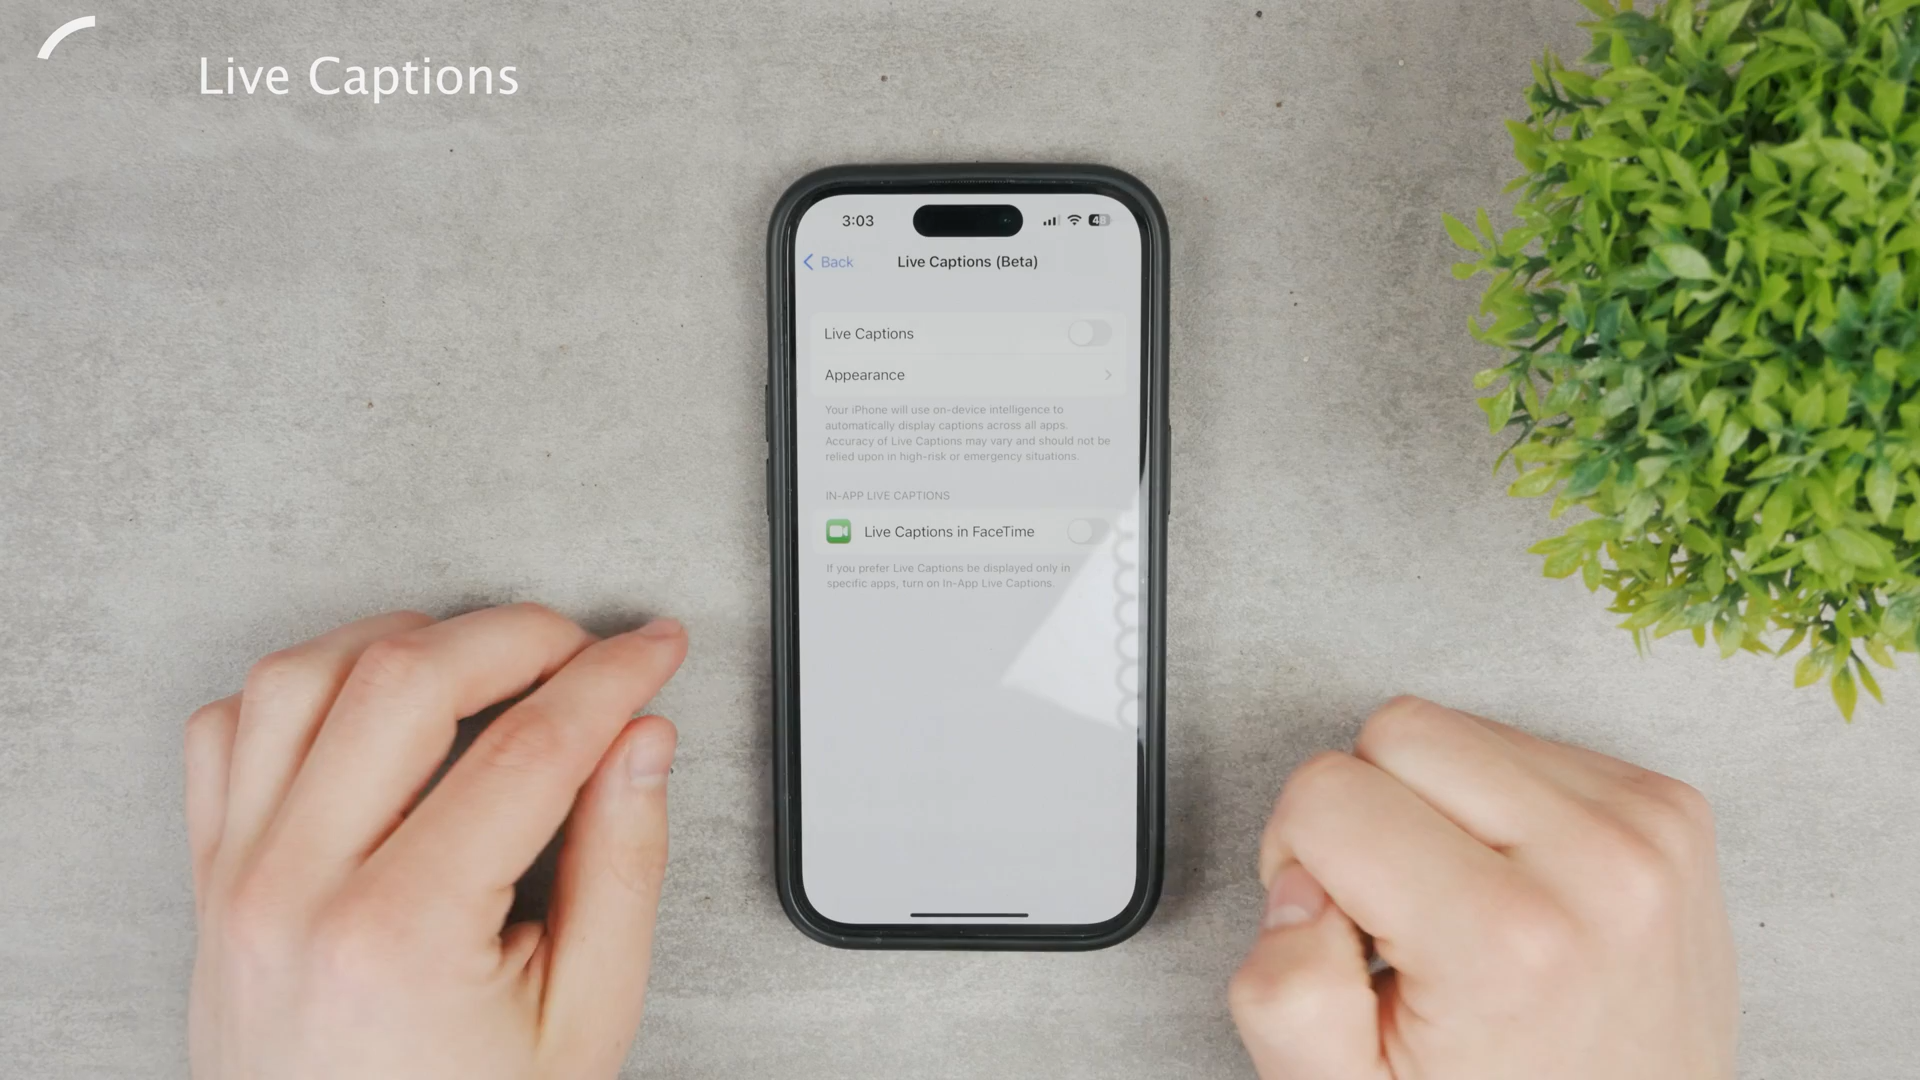 Live Captions
3:03
Back
Live Captions (Beta)
Live Captions
Appearance
Your iPhone will use on-device intelligence to
automatically display captions across all apps.
Accuracy of Live Captions may vary and should not be
relied upon in high-risk or emergency situations.
IN-APP LIVE CAPTIONS
Live Captions in FaceTime
If you prefer Live Captions be displayed only in
specific apps, turn on In-App Live Captions.